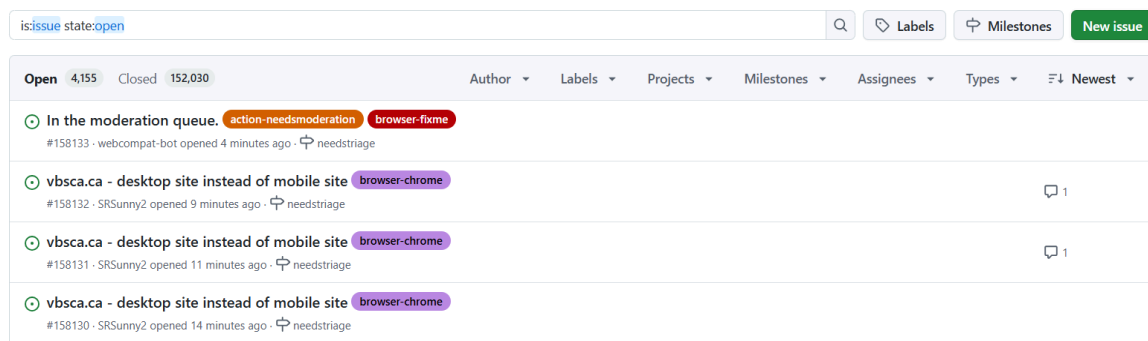 is:issue state:open Labels Milestones New issue
Open 4,155 Closed 152,030 Author Labels Projects Milestones Assignees Types Newest
In the moderation queue. action-needsmoderation browser-fixme
#158133 · webcompat-bot opened 4 minutes ago · needstriage
vbsca.ca - desktop site instead of mobile site browser-chrome
#158132 · SRSunny2 opened 9 minutes ago · needstriage 1
vbsca.ca - desktop site instead of mobile site browser-chrome
#158131 · SRSunny2 opened 11 minutes ago · needstriage 1
vbsca.ca - desktop site instead of mobile site browser-chrome
#158130 · SRSunny2 opened 14 minutes ago · needstriage